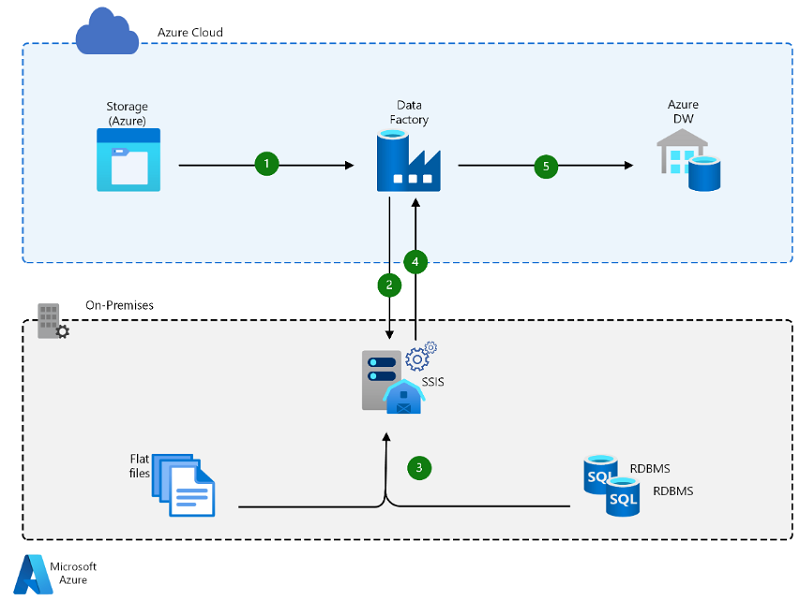 Azure Cloud
Storage
(Azure)
Data
Factory
Azure
DW
1
5
4
2
On-Premises
SSIS
Flat
files
3
SQL
RDBMS
SQL
RDBMS
Microsoft
Azure